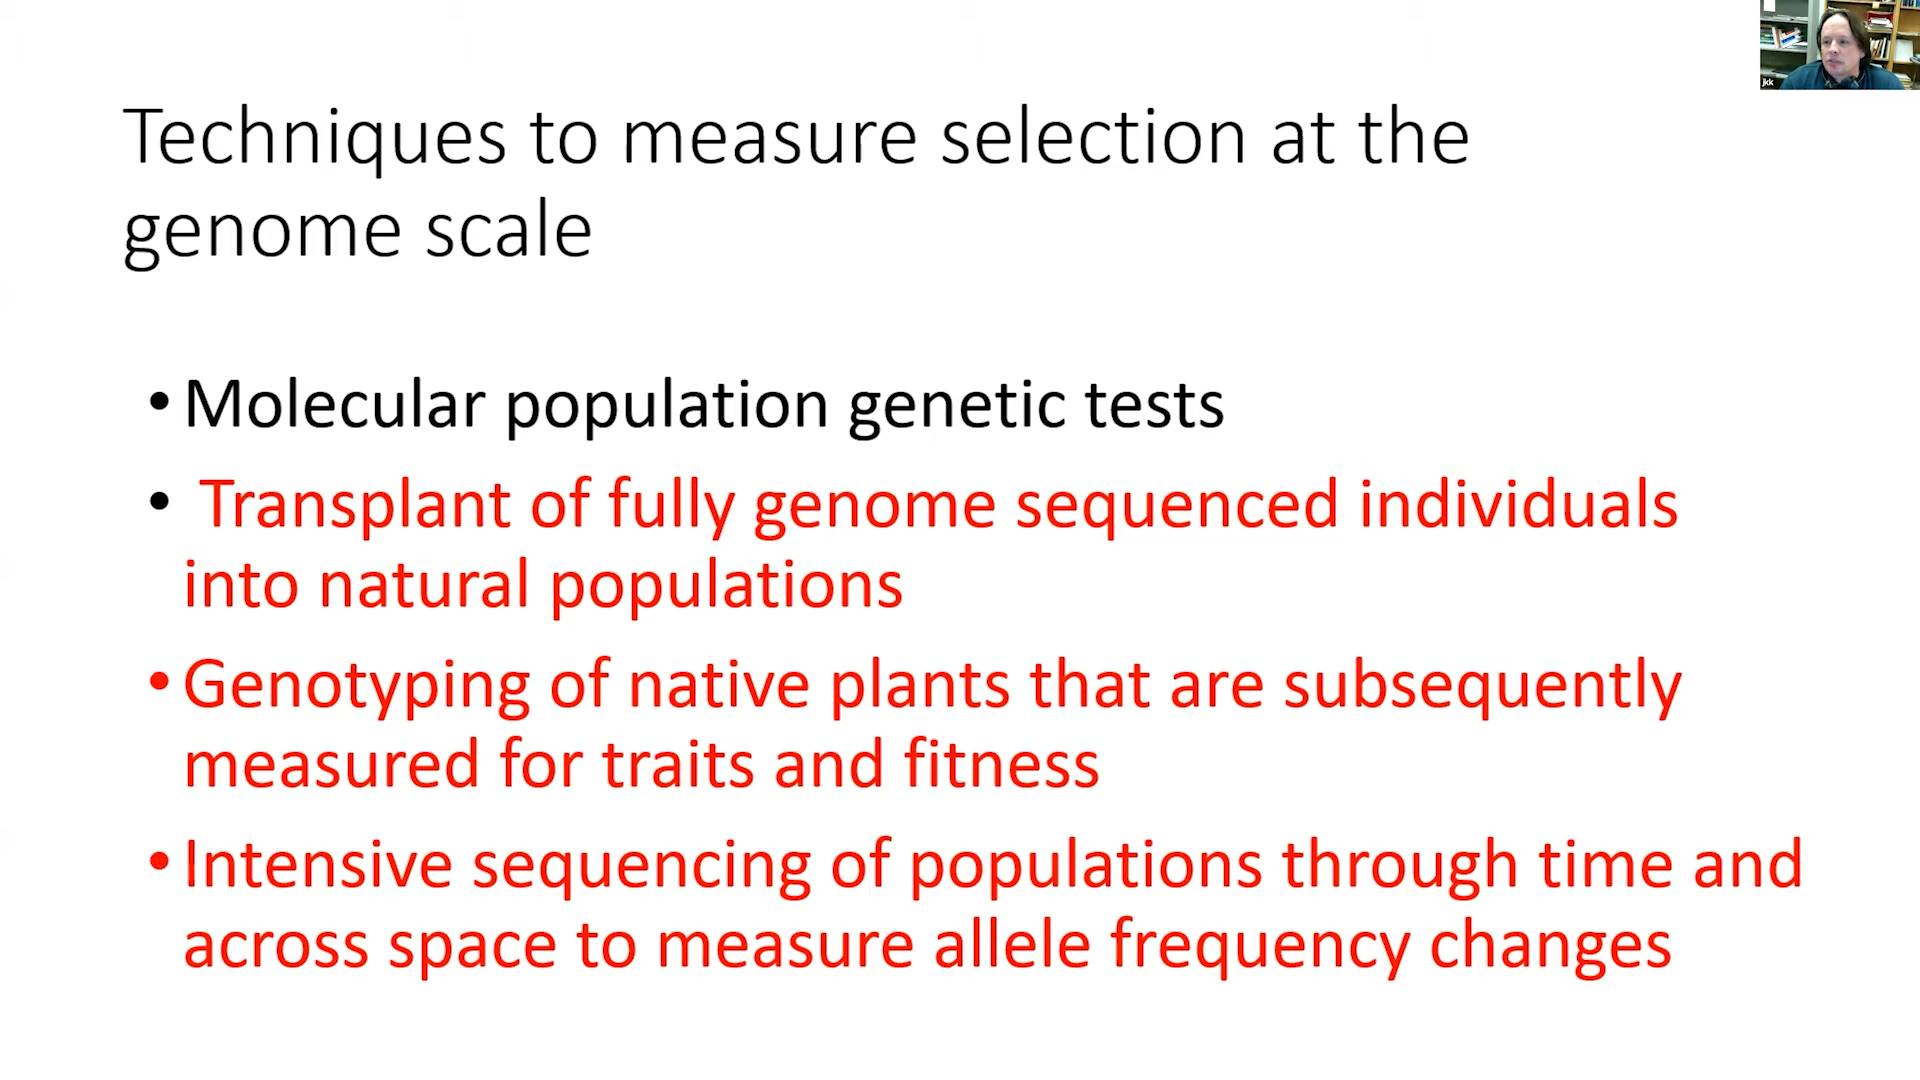 Techniques to measure selection at the
genome scale
• Molecular population genetic tests
• Transplant of fully genome sequenced individuals
into natural populations
• Genotyping of native plants that are subsequently
measured for traits and fitness
• Intensive sequencing of populations through time and
across space to measure allele frequency changes
jkk